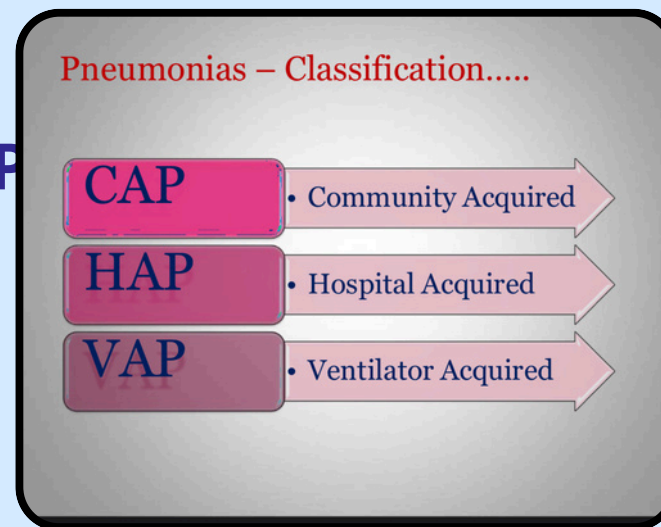 Pneumonias – Classification.....
P
CAP
• Community Acquired
HAP
• Hospital Acquired
VAP
• Ventilator Acquired